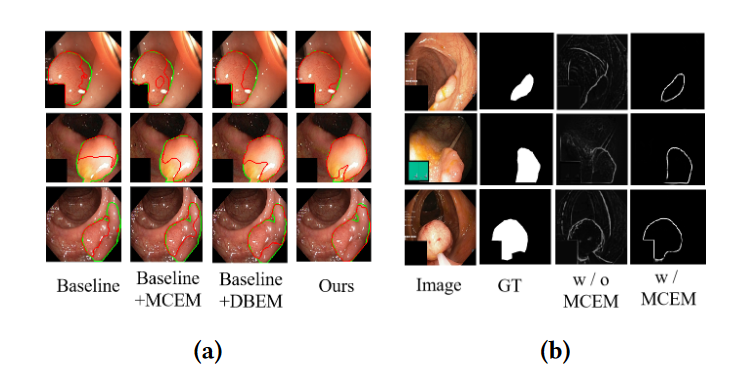 Baseline
Baseline
+MCEM
Baseline
+DBEM
Ours
Image
GT
w / o
MCEM
w /
MCEM
(a)
(b)